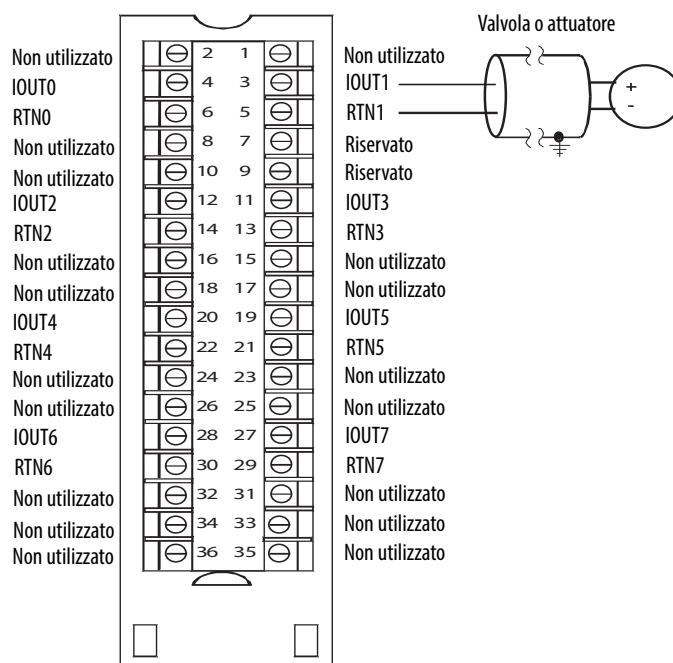 Valvola o attuatore
Non utilizzato 2 1 Non utilizzato
IOUT0 4 3 IOUT1
+
RTN0 6 5 RTN1
-
Non utilizzato 8 7 Riservato
Non utilizzato 10 9 Riservato
IOUT2 12 11 IOUT3
RTN2 14 13 RTN3
Non utilizzato 16 15 Non utilizzato
Non utilizzato 18 17 Non utilizzato
IOUT4 20 19 IOUT5
RTN4 22 21 RTN5
Non utilizzato 24 23 Non utilizzato
Non utilizzato 26 25 Non utilizzato
IOUT6 28 27 IOUT7
RTN6 30 29 RTN7
Non utilizzato 32 31 Non utilizzato
Non utilizzato 34 33 Non utilizzato
Non utilizzato 36 35 Non utilizzato